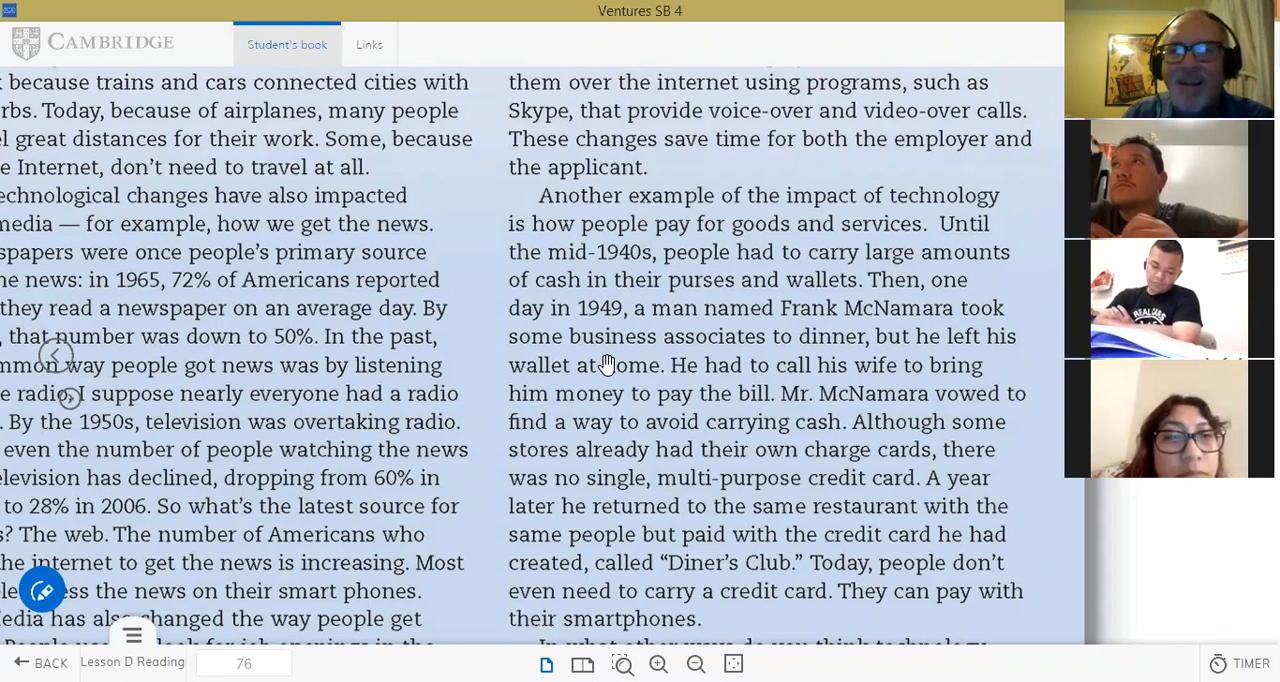 Ventures SB 4
CAMBRIDGE
Student's book
Links
because trains and cars connected cities with
rbs. Today, because of airplanes, many people
el great distances for their work. Some, because
e Internet, don't need to travel at all.
echnological changes have also impacted
media — for example, how we get the news.
spapers were once people's primary source
he news: in 1965, 72% of Americans reported
they read a newspaper on an average day. By
, that number was down to 50%. In the past,
mmon way people got news was by listening
e radio. I suppose nearly everyone had a radio
. By the 1950s, television was overtaking radio.
even the number of people watching the news
elevision has declined, dropping from 60% in
to 28% in 2006. So what's the latest source for
s? The web. The number of Americans who
the internet to get the news is increasing. Most
ess the news on their smart phones.
edia has also changed the way people get
them over the internet using programs, such as
Skype, that provide voice-over and video-over calls.
These changes save time for both the employer and
the applicant.
Another example of the impact of technology
is how people pay for goods and services. Until
the mid-1940s, people had to carry large amounts
of cash in their purses and wallets. Then, one
day in 1949, a man named Frank McNamara took
some business associates to dinner, but he left his
wallet at home. He had to call his wife to bring
him money to pay the bill. Mr. McNamara vowed to
find a way to avoid carrying cash. Although some
stores already had their own charge cards, there
was no single, multi-purpose credit card. A year
later he returned to the same restaurant with the
same people but paid with the credit card he had
created, called “Diner's Club.” Today, people don't
even need to carry a credit card. They can pay with
their smartphones.
In what other ways do you think technology
BACK
Lesson D Reading
76
TIMER